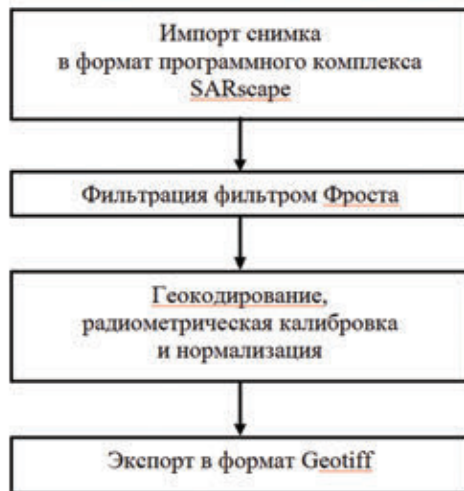 Импорт снимка
в формат программного комплекса
SARscape
Фильтрация фильтром Фроста
Геокодирование,
радиометрическая калибровка
и нормализация
Экспорт в формат Geotiff